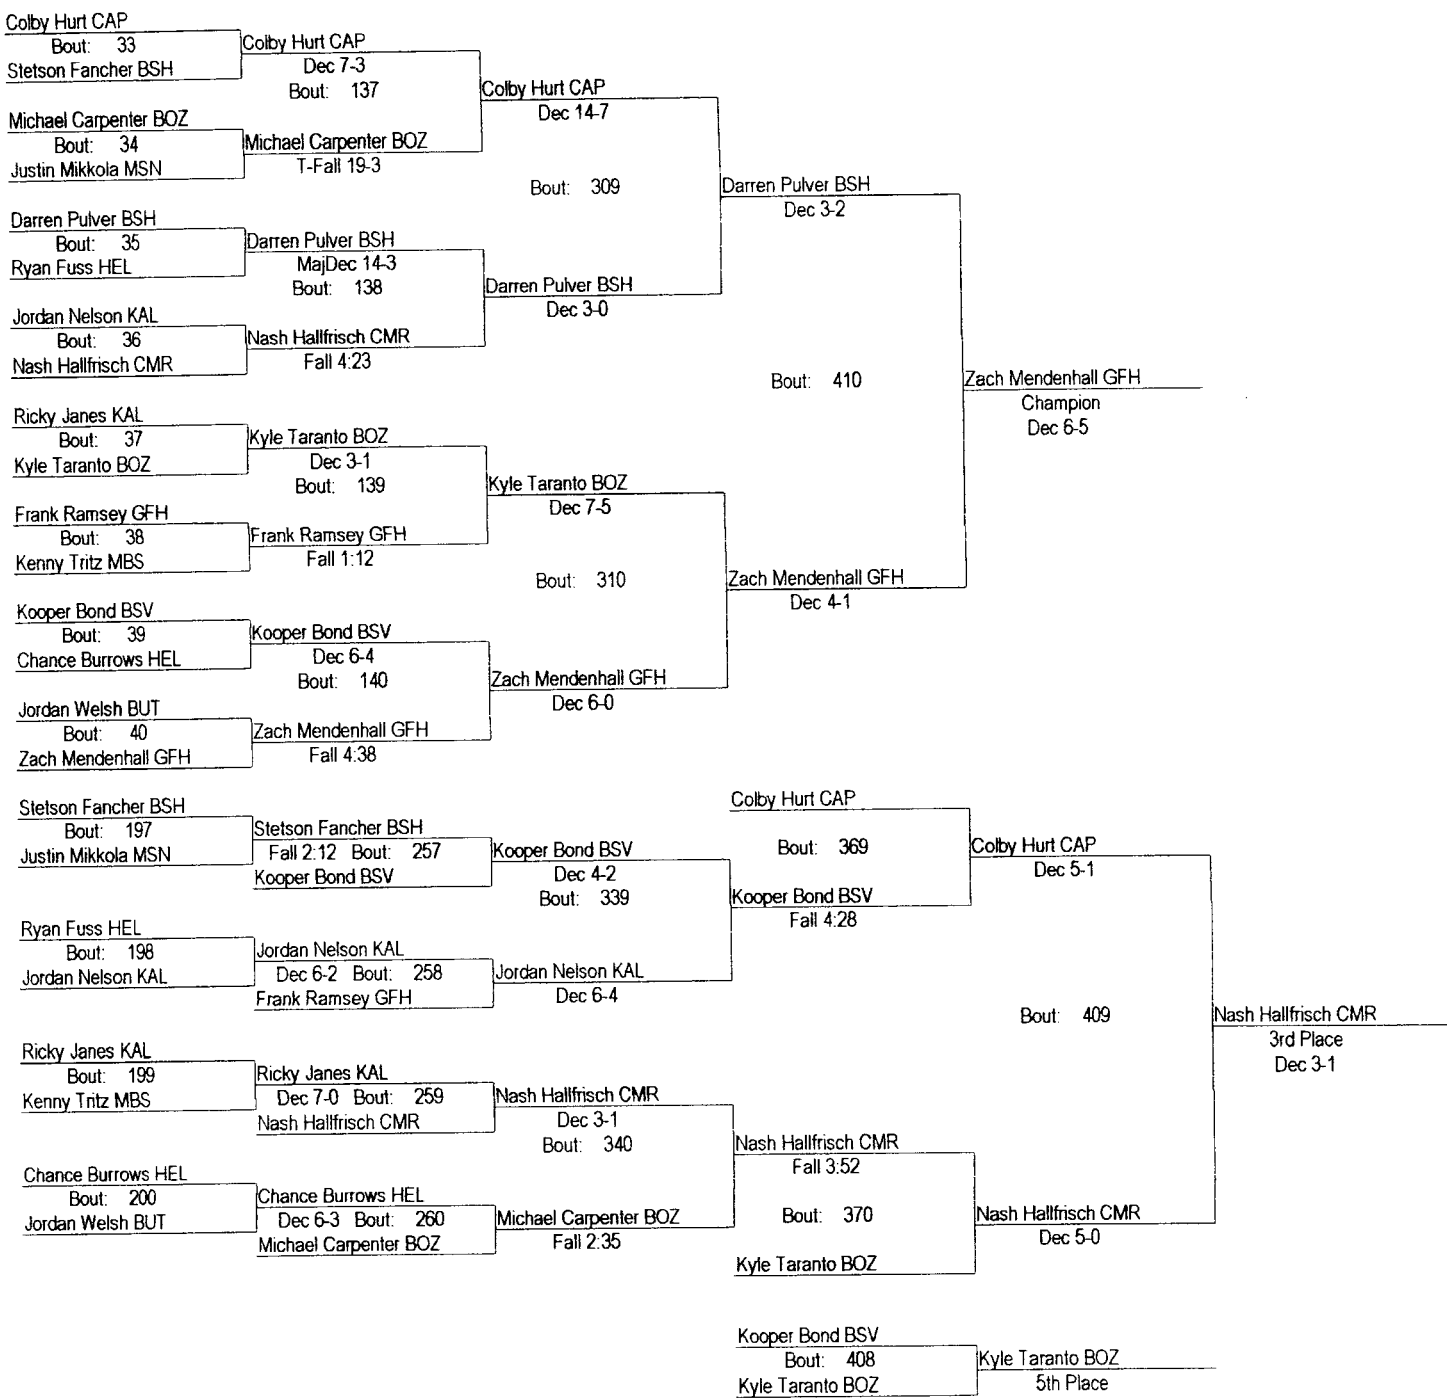 Colby Hurt CAP
Bout: 33
Stetson Fancher BSH
Colby Hurt CAP
Dec 7-3
Bout: 137
Michael Carpenter BOZ
Bout: 34
Justin Mikkola MSN
Michael Carpenter BOZ
T-Fall 19-3
Colby Hurt CAP
Dec 14-7
Bout: 309
Darren Pulver BSH
Bout: 35
Ryan Fuss HEL
Darren Pulver BSH
MajDec 14-3
Bout: 138
Jordan Nelson KAL
Bout: 36
Nash Hallfrisch CMR
Nash Hallfrisch CMR
Fall 4:23
Darren Pulver BSH
Dec 3-0
Darren Pulver BSH
Dec 3-2
Bout: 410
Zach Mendenhall GFH
Champion
Dec 6-5
Ricky Janes KAL
Bout: 37
Kyle Taranto BOZ
Kyle Taranto BOZ
Dec 3-1
Bout: 139
Frank Ramsey GFH
Bout: 38
Kenny Tritz MBS
Frank Ramsey GFH
Fall 1:12
Kyle Taranto BOZ
Dec 7-5
Bout: 310
Zach Mendenhall GFH
Dec 4-1
Kooper Bond BSV
Bout: 39
Chance Burrows HEL
Kooper Bond BSV
Dec 6-4
Bout: 140
Jordan Welsh BUT
Bout: 40
Zach Mendenhall GFH
Zach Mendenhall GFH
Fall 4:38
Zach Mendenhall GFH
Dec 6-0
Stetson Fancher BSH
Bout: 197
Justin Mikkola MSN
Stetson Fancher BSH
Fall 2:12 Bout: 257
Kooper Bond BSV
Kooper Bond BSV
Dec 4-2
Bout: 339
Ryan Fuss HEL
Bout: 198
Jordan Nelson KAL
Jordan Nelson KAL
Dec 6-2 Bout: 258
Frank Ramsey GFH
Jordan Nelson KAL
Dec 6-4
Colby Hurt CAP
Bout: 369
Kooper Bond BSV
Fall 4:28
Colby Hurt CAP
Dec 5-1
Bout: 409
Nash Hallfrisch CMR
3rd Place
Dec 3-1
Ricky Janes KAL
Bout: 199
Kenny Tritz MBS
Ricky Janes KAL
Dec 7-0 Bout: 259
Nash Hallfrisch CMR
Nash Hallfrisch CMR
Dec 3-1
Bout: 340
Chance Burrows HEL
Bout: 200
Jordan Welsh BUT
Chance Burrows HEL
Dec 6-3 Bout: 260
Michael Carpenter BOZ
Michael Carpenter BOZ
Fall 2:35
Nash Hallfrisch CMR
Fall 3:52
Bout: 370
Kyle Taranto BOZ
Nash Hallfrisch CMR
Dec 5-0
Kooper Bond BSV
Bout: 408
Kyle Taranto BOZ
Kyle Taranto BOZ
5th Place